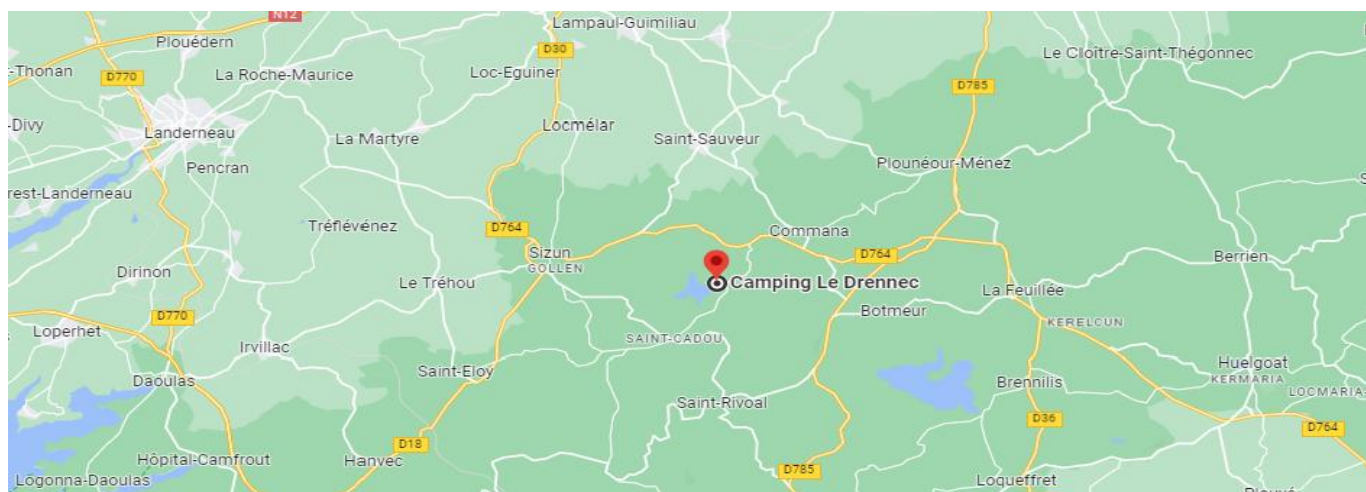 N12
Lampaul-Guimiliau
Plouédern
D30
Le Cloître-Saint-Thégonnec
-Thonan
D770
La Roche-Maurice
Loc-Eguiner
D785
-Divy
Landerneau
La Martyre
Locmélar
Saint-Sauveur
Pencran
Plounéour-Ménez
rest-Landerneau
Tréflévénez
D764
Commana
Sizun
GOLLEN
D764
Berrien
Dirinon
Le Tréhou
Camping Le Drennec
La Feuillée
D770
Botmeur
Loperhet
Irvillac
SAINT-CADOU
KERELCUN
Daoulas
Saint-Eloy
Huelgoat
KERMARIA
Brennilis
LOCMARIA
Saint-Rivoal
D36
D764
D18
Hôpital-Camfrout
Hanvec
D785
Logonna-Daoulas
Loqueffret